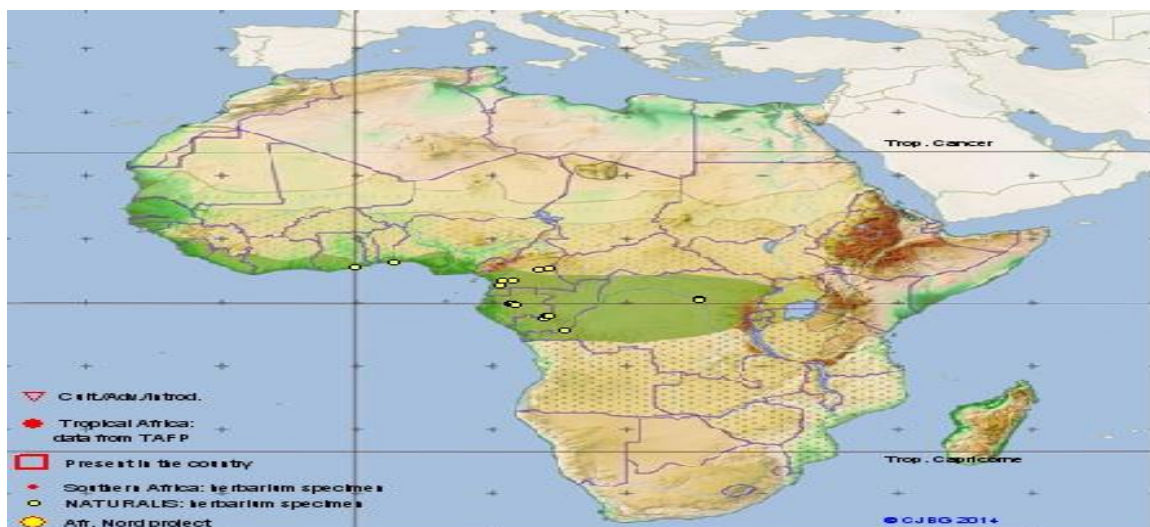 Trop. Cancer
Trop. Capricorne
Cult./Adv./Introd.
Tropical Africa:
data from TAFP
Present in the country
Southern Africa: herbarium specimen
NATURALIS: herbarium specimen
Afr. Nord project
© CJBG 2014